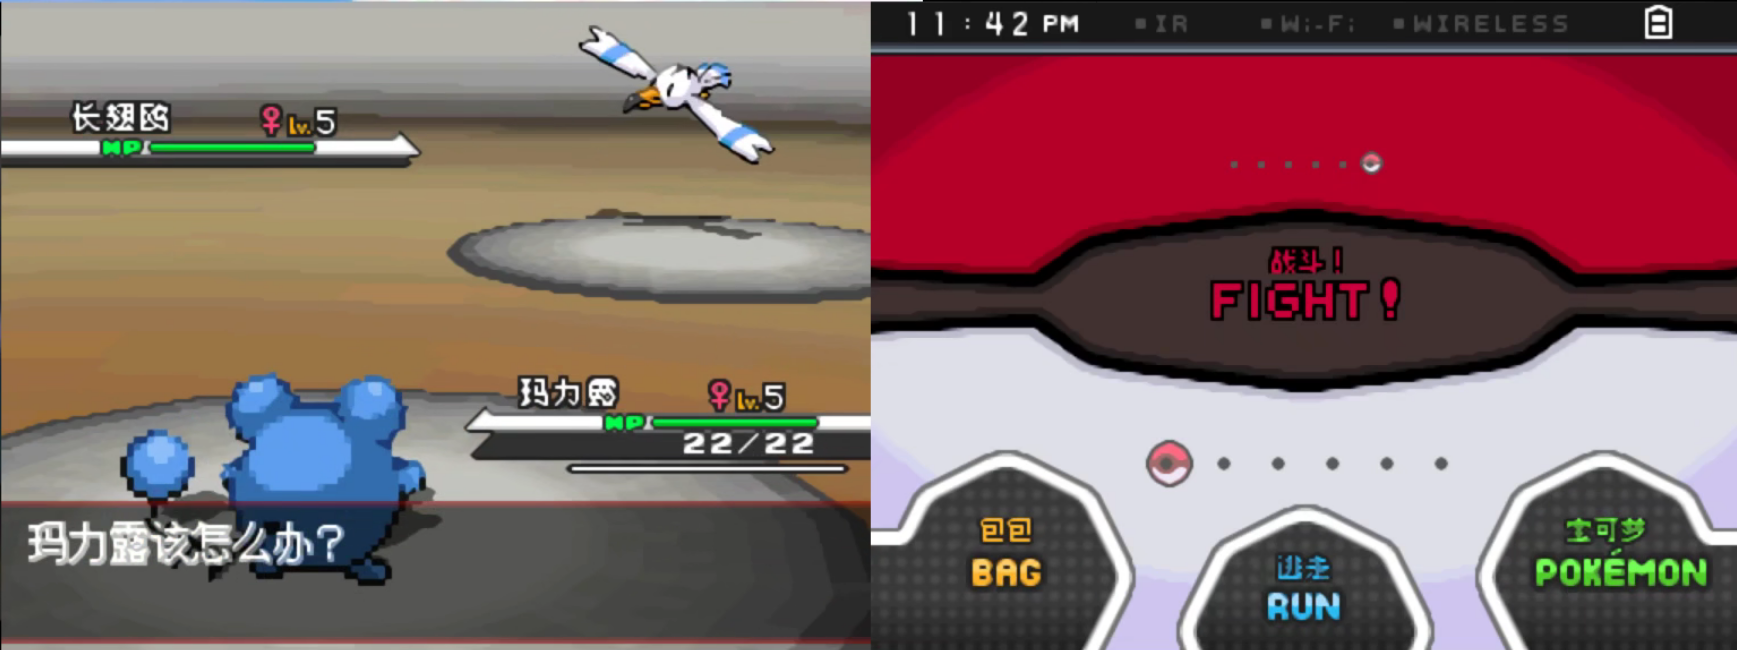 长翅鸥 ♀ Lv.5
HP
玛力露 ♀ Lv.5
HP
22/22
玛力露该怎么办?
11:42 PM IR Wi-Fi WIRELESS
战斗!
FIGHT!
包包
BAG
逃走
RUN
宝可梦
POKÉMON